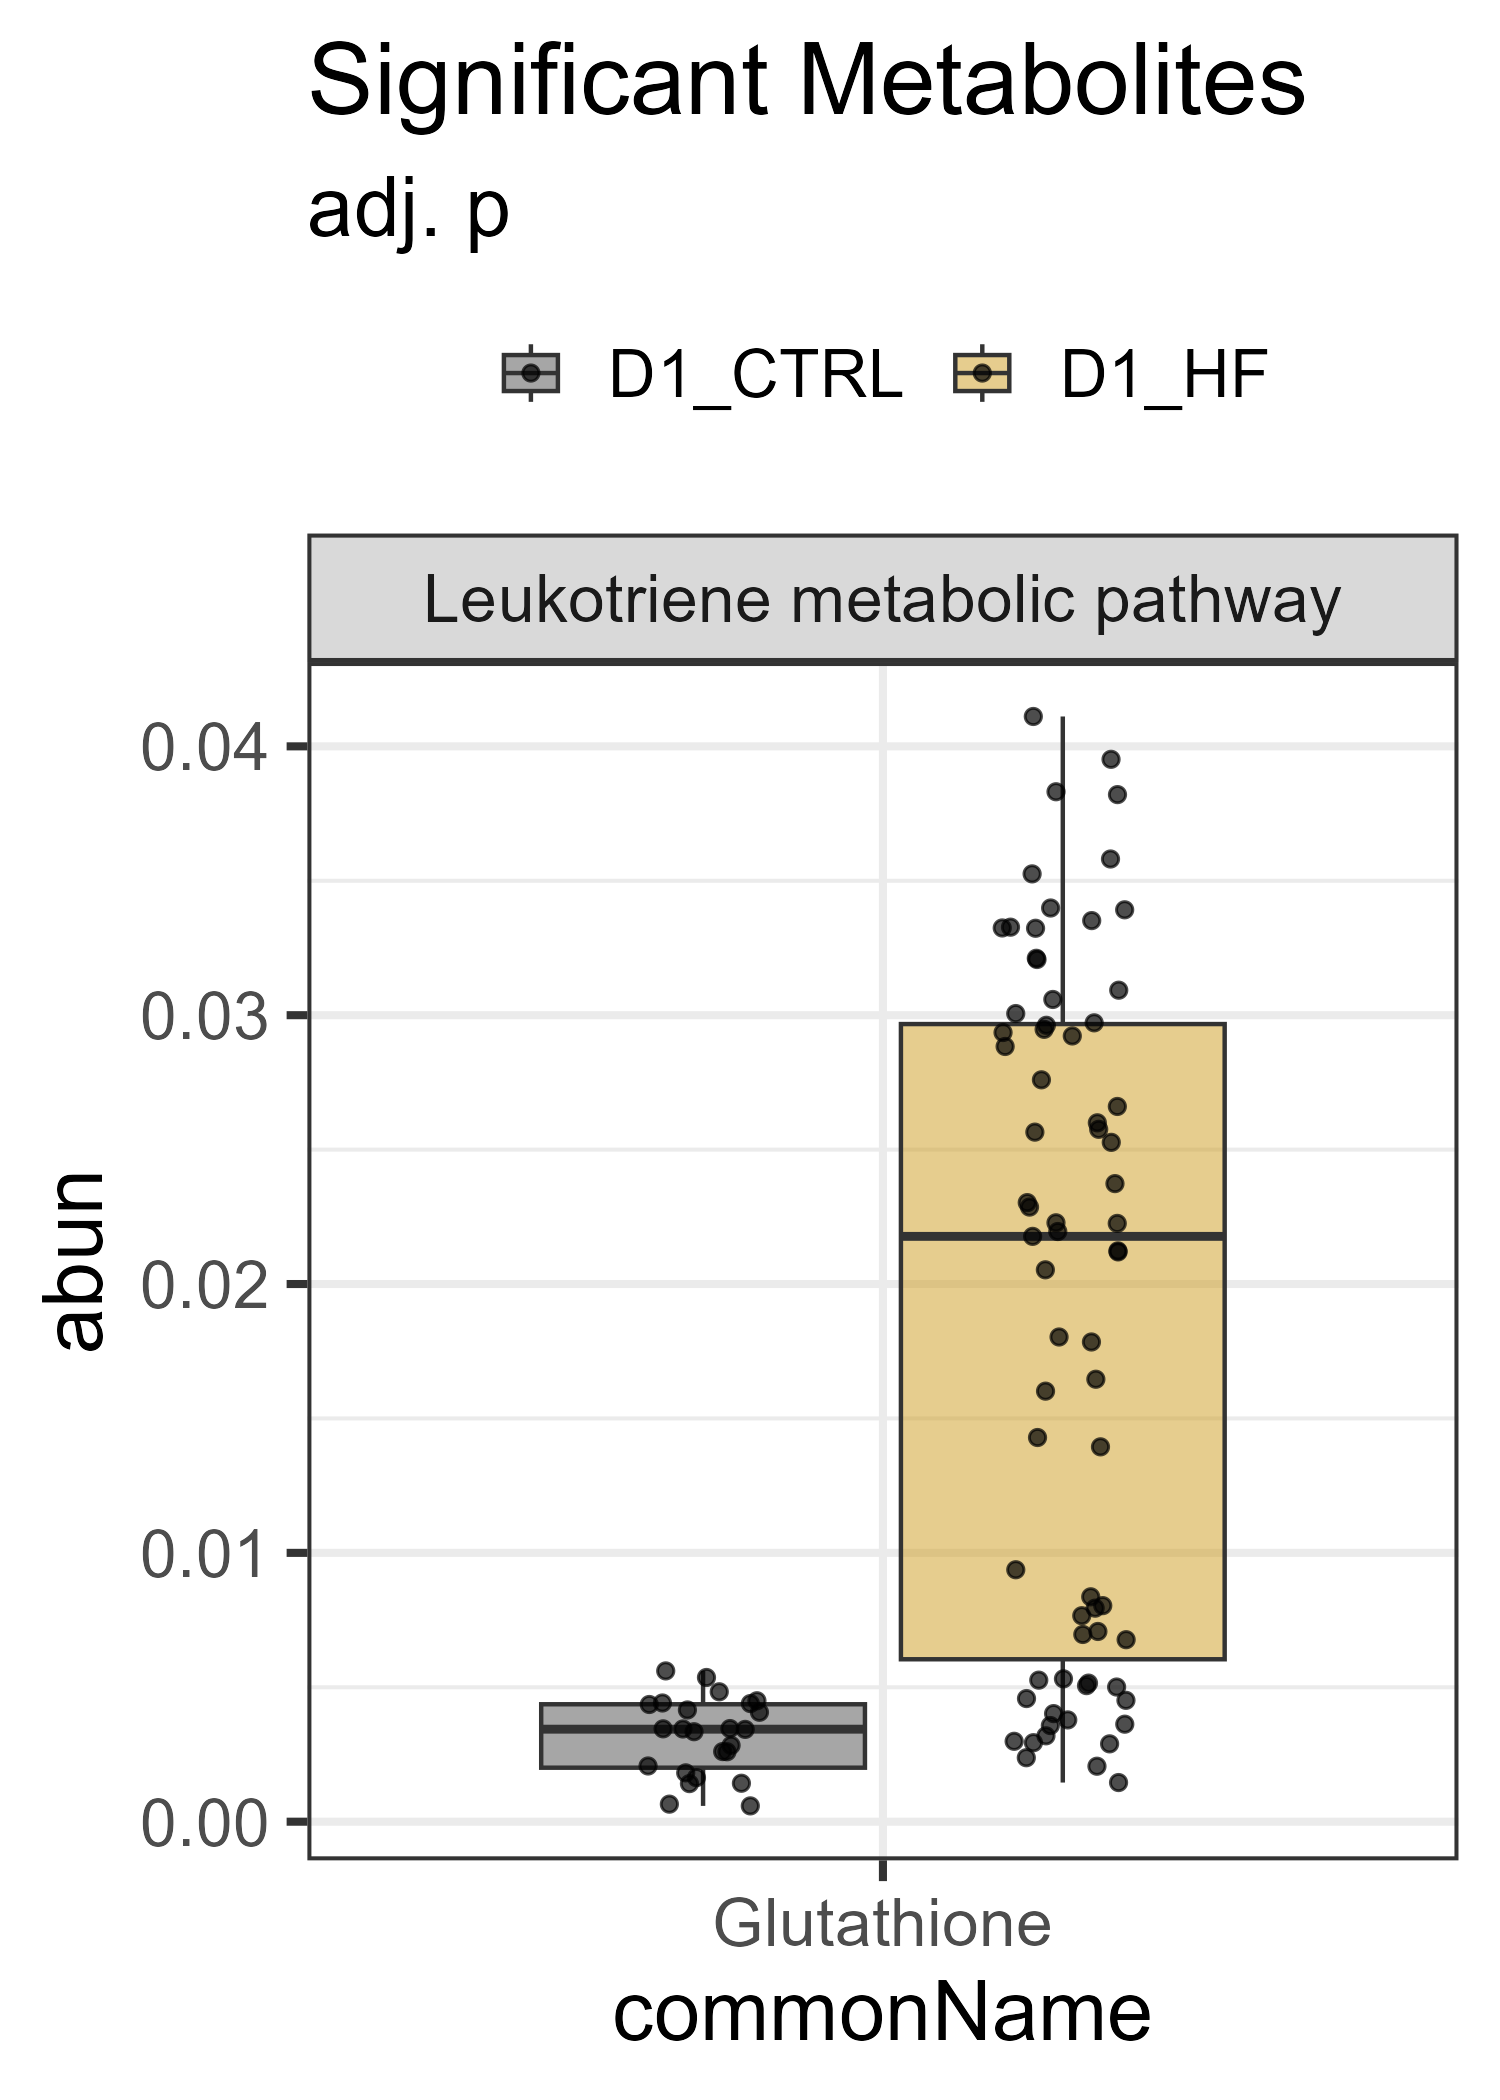 Significant Metabolites
adj. p
D1_CTRL D1_HF
Leukotriene metabolic pathway
0.04
0.03
0.02
0.01
0.00
abun
Glutathione
commonName